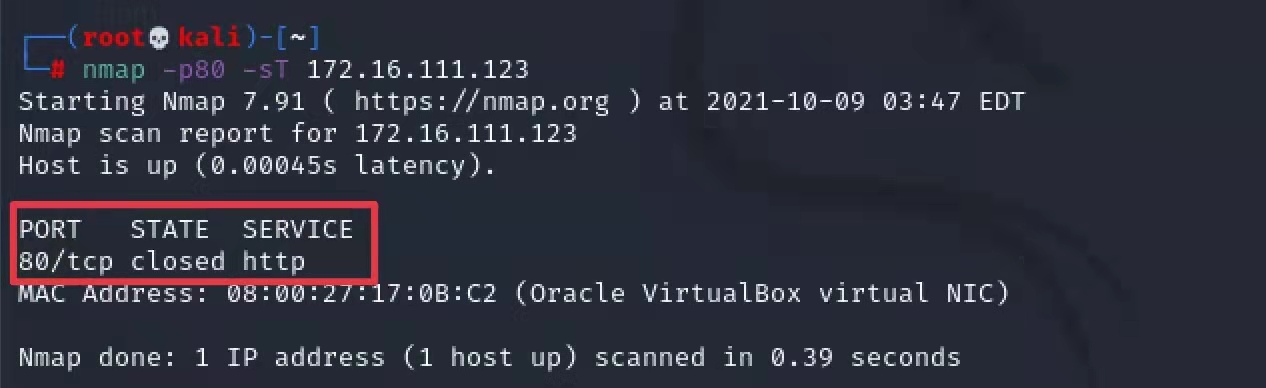 ┌──(root💀kali)-[~]
└─# nmap -p80 -sT 172.16.111.123
Starting Nmap 7.91 ( https://nmap.org ) at 2021-10-09 03:47 EDT
Nmap scan report for 172.16.111.123
Host is up (0.00045s latency).
PORT   STATE  SERVICE
80/tcp closed http
MAC Address: 08:00:27:17:0B:C2 (Oracle VirtualBox virtual NIC)
Nmap done: 1 IP address (1 host up) scanned in 0.39 seconds